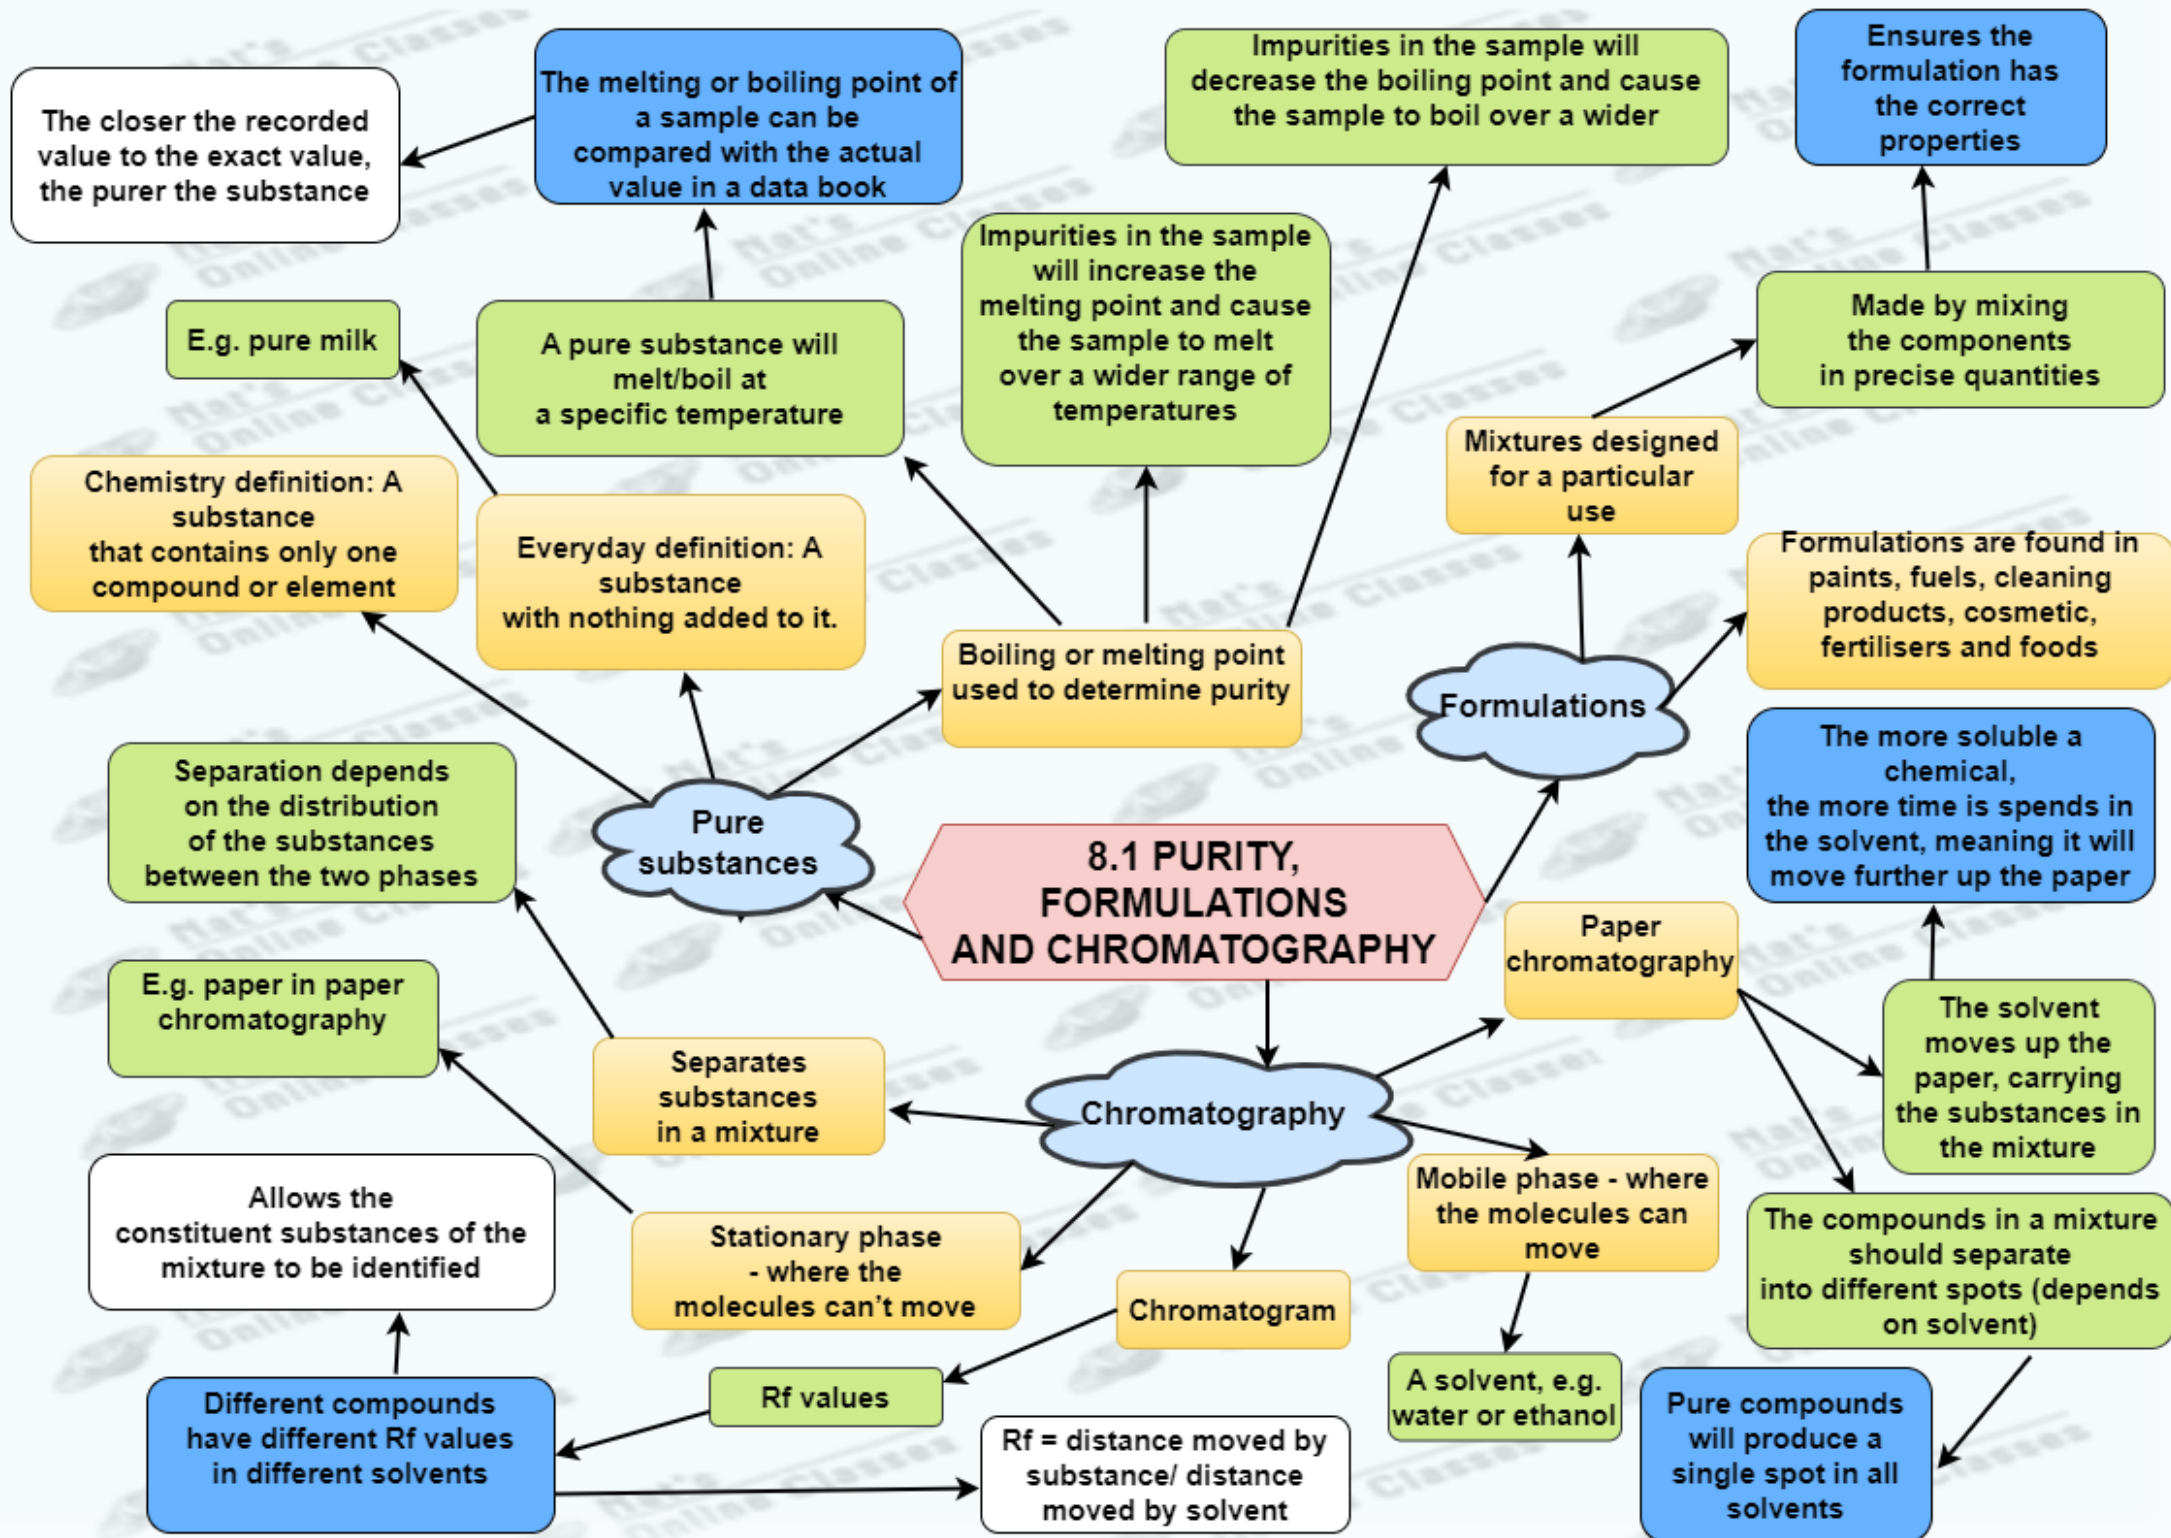 The closer the recorded
value to the exact value,
the purer the substance
The melting or boiling point of
a sample can be
compared with the actual
value in a data book
Impurities in the sample will
decrease the boiling point and cause
the sample to boil over a wider
Ensures the
formulation has
the correct
properties
E.g. pure milk
A pure substance will
melt/boil at
a specific temperature
Impurities in the sample
will increase the
melting point and cause
the sample to melt
over a wider range of
temperatures
Made by mixing
the components
in precise quantities
Mixtures designed
for a particular
use
Chemistry definition: A
substance
that contains only one
compound or element
Everyday definition: A
substance
with nothing added to it.
Boiling or melting point
used to determine purity
Formulations are found in
paints, fuels, cleaning
products, cosmetic,
fertilisers and foods
Formulations
Separation depends
on the distribution
of the substances
between the two phases
Pure
substances
8.1 PURITY,
FORMULATIONS
AND CHROMATOGRAPHY
The more soluble a
chemical,
the more time is spends in
the solvent, meaning it will
move further up the paper
Paper
chromatography
E.g. paper in paper
chromatography
Separates
substances
in a mixture
Chromatography
The solvent
moves up the
paper, carrying
the substances in
the mixture
Allows the
constituent substances of the
mixture to be identified
Stationary phase
- where the
molecules can't move
Chromatogram
Mobile phase - where
the molecules can
move
The compounds in a mixture
should separate
into different spots (depends
on solvent)
Different compounds
have different Rf values
in different solvents
Rf values
Rf = distance moved by
substance/ distance
moved by solvent
A solvent, e.g.
water or ethanol
Pure compounds
will produce a
single spot in all
solvents
Nat's
Online Classes